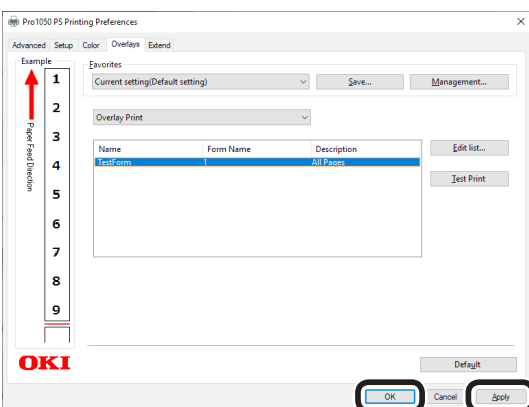 Pro1050 PS Printing Preferences
Advanced Setup Color Overlays Extend
Example
Paper Feed Direction
1
2
3
4
5
6
7
8
9
OKI
Favorites
Current setting(Default setting) Save... Management...
Overlay Print
Name Form Name Description
TestForm 1 All Pages
Edit list...
Test Print
Default
OK Cancel Apply